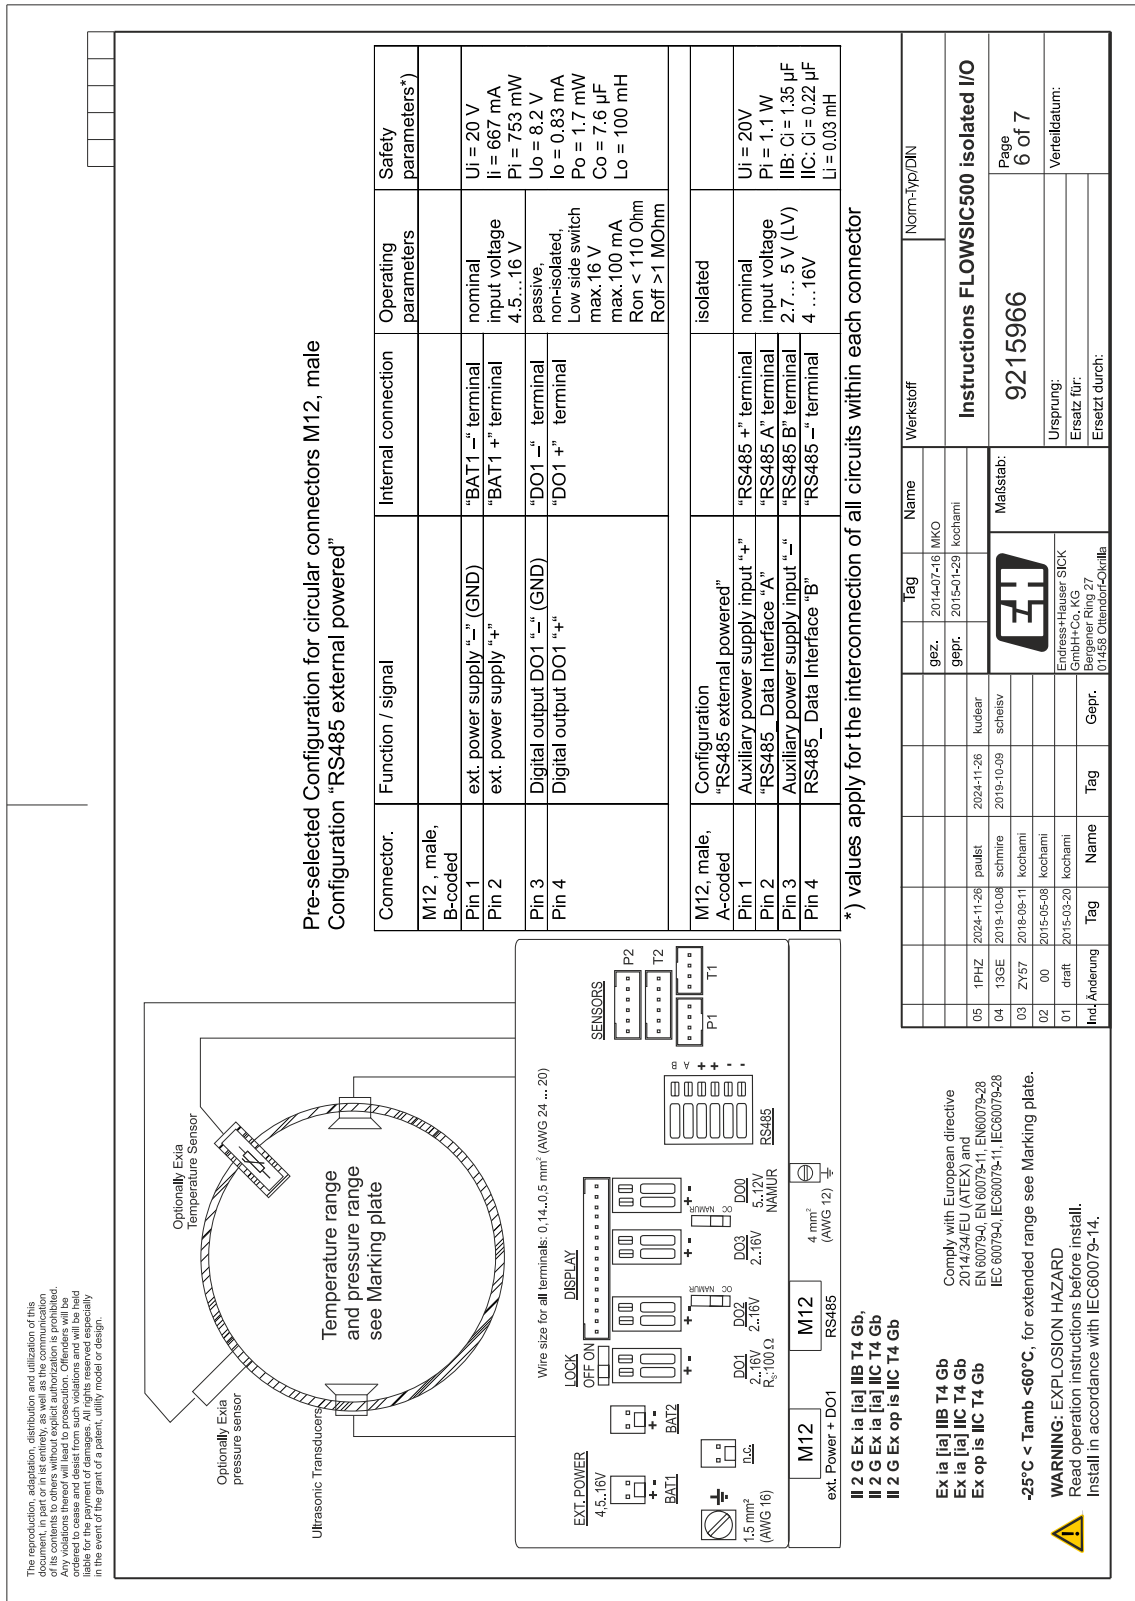 The reproduction, adaptation, distribution and utilization of this
document, in part or in ist entirety, as well as the communication
of its contents to others without explicit authorization is prohibited.
Any violations thereof will lead to prosecution. Offenders will be
ordered to cease and desist from such violations and will be held
liable for the payment of damages. All rights reserved especially
in the event of the grant of a patent, utility model or design.
Optionally Exia
Temperature Sensor
Optionally Exia
pressure sensor
Temperature range
and pressure range
see Marking plate
Ultrasonic Transducers
Wire size for all terminals: 0,14..0.5 mm² (AWG 24 ... 20)
EXT. POWER
4,5..16V
+ -
BAT1
+ -
BAT2
n.c.
1.5 mm²
(AWG 16)
LOCK
OFF ON
DISPLAY
SENSORS
P2
T2
P1
T1
+ -
DO1
2..16V
Rs:100 Ω
+ -
DO2
2..16V
OC NAMUR
+ -
DO3
2..16V
OC NAMUR
+ -
DO0
5..12V
NAMUR
B
A
+
+
-
-
RS485
M12
ext. Power + DO1
M12
RS485
4 mm²
(AWG 12)
Pre-selected Configuration for circular connectors M12, male
Configuration “RS485 external powered”
Connector. Function / signal Internal connection Operating parameters Safety parameters*)
M12 , male,
B-coded
Pin 1 ext. power supply “–” (GND) “BAT1 –“ terminal
Pin 2 ext. power supply “+” “BAT1 +” terminal
nominal
input voltage
4.5…16 V
Pin 3 Digital output DO1 “–“ (GND) “DO1 –“ terminal
Pin 4 Digital output DO1 “+“ “DO1 +” terminal
passive,
non-isolated,
Low side switch
max.16 V
max.100 mA
Ron < 110 Ohm
Roff >1 MOhm
Ui = 20 V
Ii = 667 mA
Pi = 753 mW
Uo = 8.2 V
Io = 0.83 mA
Po = 1.7 mW
Co = 7.6 µF
Lo = 100 mH
M12, male,
A-coded
Configuration
“RS485 external powered”
isolated
Pin 1 Auxiliary power supply input “+” “RS485 +” terminal
Pin 2 “RS485_ Data Interface “A” “RS485 A” terminal
Pin 3 Auxiliary power supply input “–“ “RS485 B” terminal
Pin 4 RS485_ Data Interface “B” “RS485 –“ terminal
nominal
input voltage
2.7… 5 V (LV)
4 …16V
Ui = 20V
Pi = 1.1 W
IIB: Ci = 1.35 µF
IIC: Ci = 0.22 µF
Li = 0.03 mH
*) values apply for the interconnection of all circuits within each connector
II 2 G Ex ia [ia] IIB T4 Gb,
II 2 G Ex ia [ia] IIC T4 Gb
II 2 G Ex op is IIC T4 Gb
Ex ia [ia] IIB T4 Gb
Ex ia [ia] IIC T4 Gb
Ex op is IIC T4 Gb
Comply with European directive
2014/34/EU (ATEX) and
EN 60079-0, EN 60079-11, EN60079-28
IEC 60079-0, IEC60079-11, IEC60079-28
-25°C < Tamb <60°C, for extended range see Marking plate.
WARNING: EXPLOSION HAZARD
Read operation instructions before install.
Install in accordance with IEC60079-14.
05 1PHZ 2024-11-26 paulst 2024-11-26 kudear
04 13GE 2019-10-08 schmire 2019-10-09 scheisv
03 ZY57 2018-09-11 kochami
02 00 2015-05-08 kochami
01 draft 2015-03-20 kochami
Ind. Änderung Tag Name Tag Gepr.
Tag Name
gez. 2014-07-16 MKO
gepr. 2015-01-29 kochami
EH
Endress+Hauser SICK
GmbH+Co. KG
Bergener Ring 27
01458 Ottendorf-Okrilla
Maßstab:
Werkstoff
Norm-Typ/DIN
Instructions FLOWSIC500 isolated I/O
9215966
Page
6 of 7
Ursprung:
Ersatz für:
Ersetzt durch:
Verteildatum: